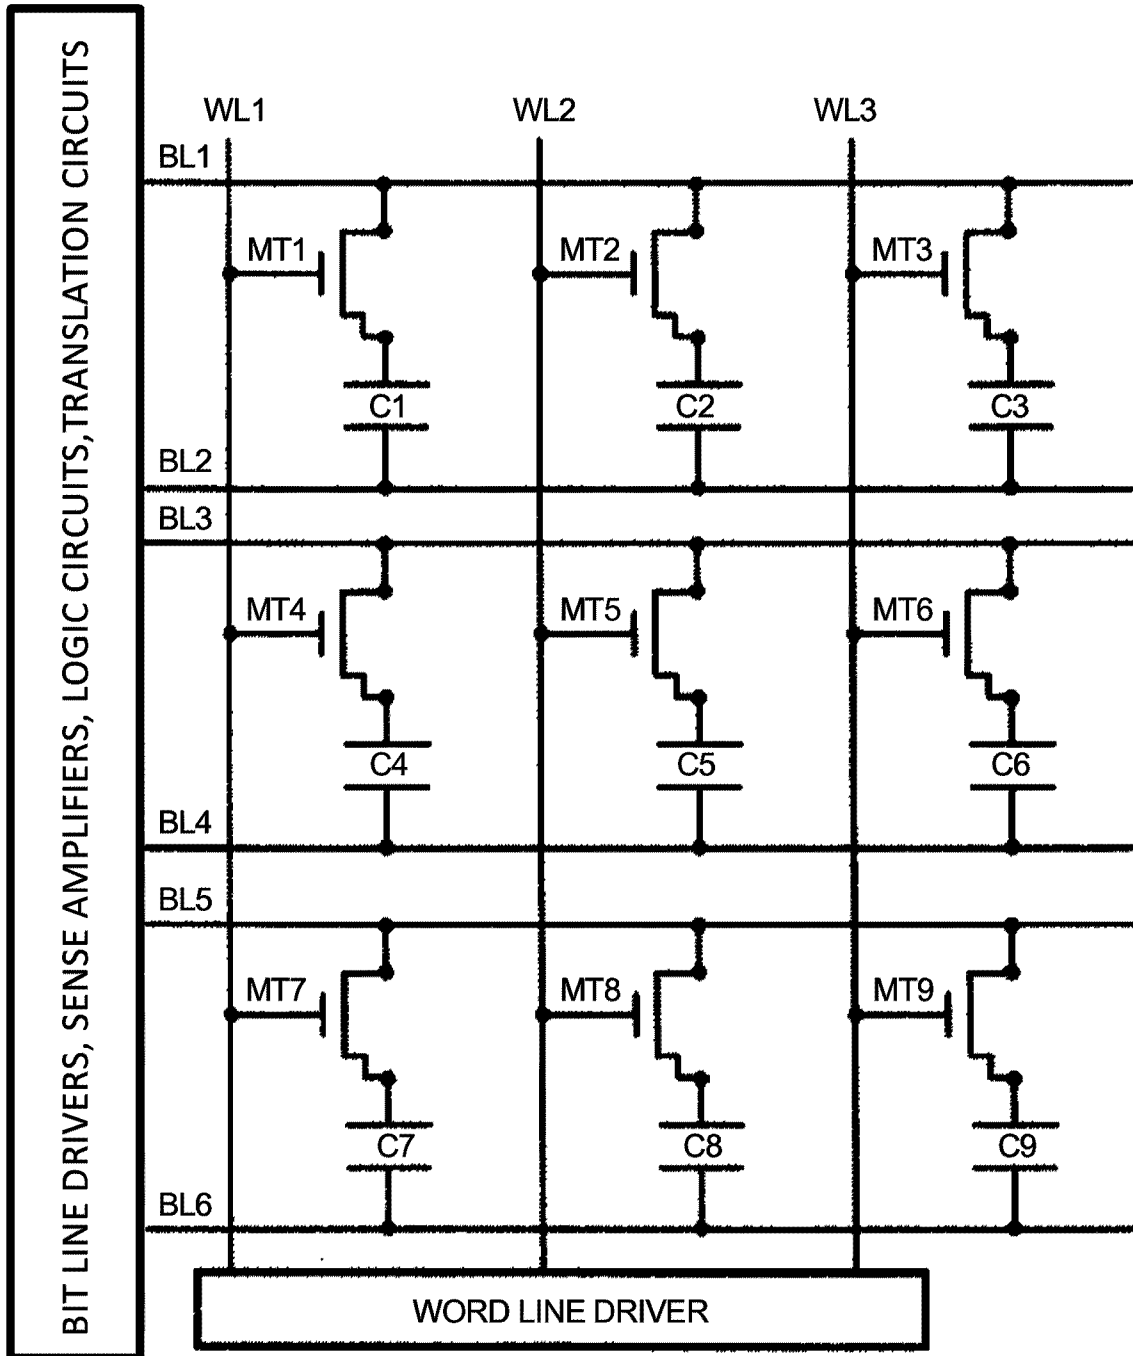 BIT LINE DRIVERS, SENSE AMPLIFIERS, LOGIC CIRCUITS,TRANSLATION CIRCUITS
WL1 WL2 WL3
BL1
MT1 MT2 MT3
C1 C2 C3
BL2
BL3
MT4 MT5 MT6
C4 C5 C6
BL4
BL5
MT7 MT8 MT9
C7 C8 C9
BL6
WORD LINE DRIVER